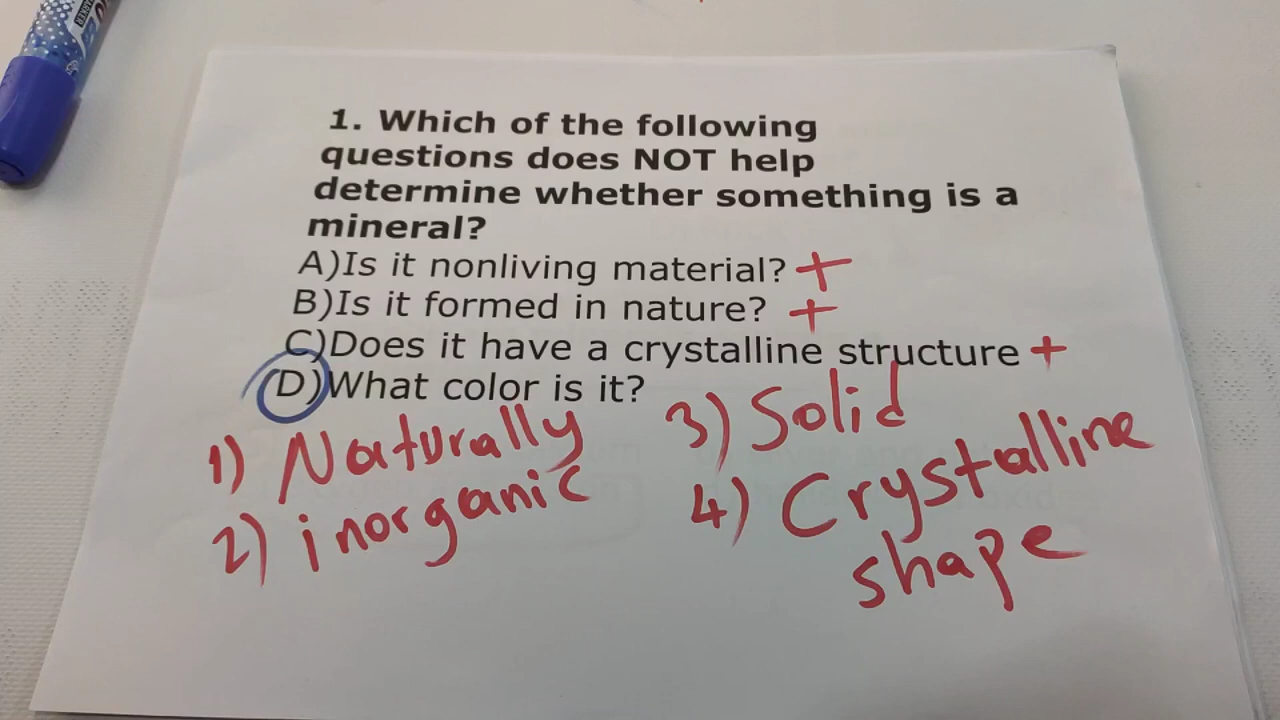 1. Which of the following
questions does NOT help
determine whether something is a
mineral?
A)Is it nonliving material? +
B)Is it formed in nature? +
C)Does it have a crystalline structure +
D)What color is it?
1) Naturally
2) inorganic
3) Solid
4) Crystalline
shape